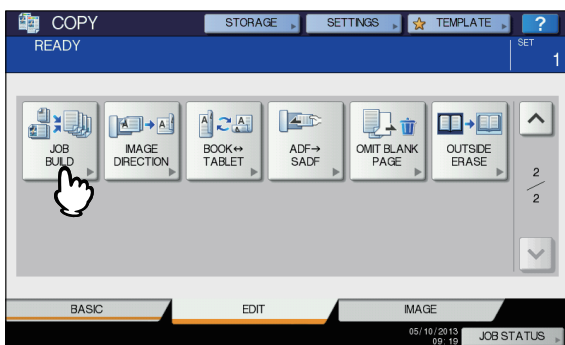 COPY
STORAGE
SETTINGS
TEMPLATE
?
READY
SET
1
JOB
BUILD
IMAGE
DIRECTION
BOOK↔
TABLET
ADF→
SADF
OMIT BLANK
PAGE
OUTSIDE
ERASE
2
2
BASIC
EDIT
IMAGE
05/10/2013
09:19
JOB STATUS